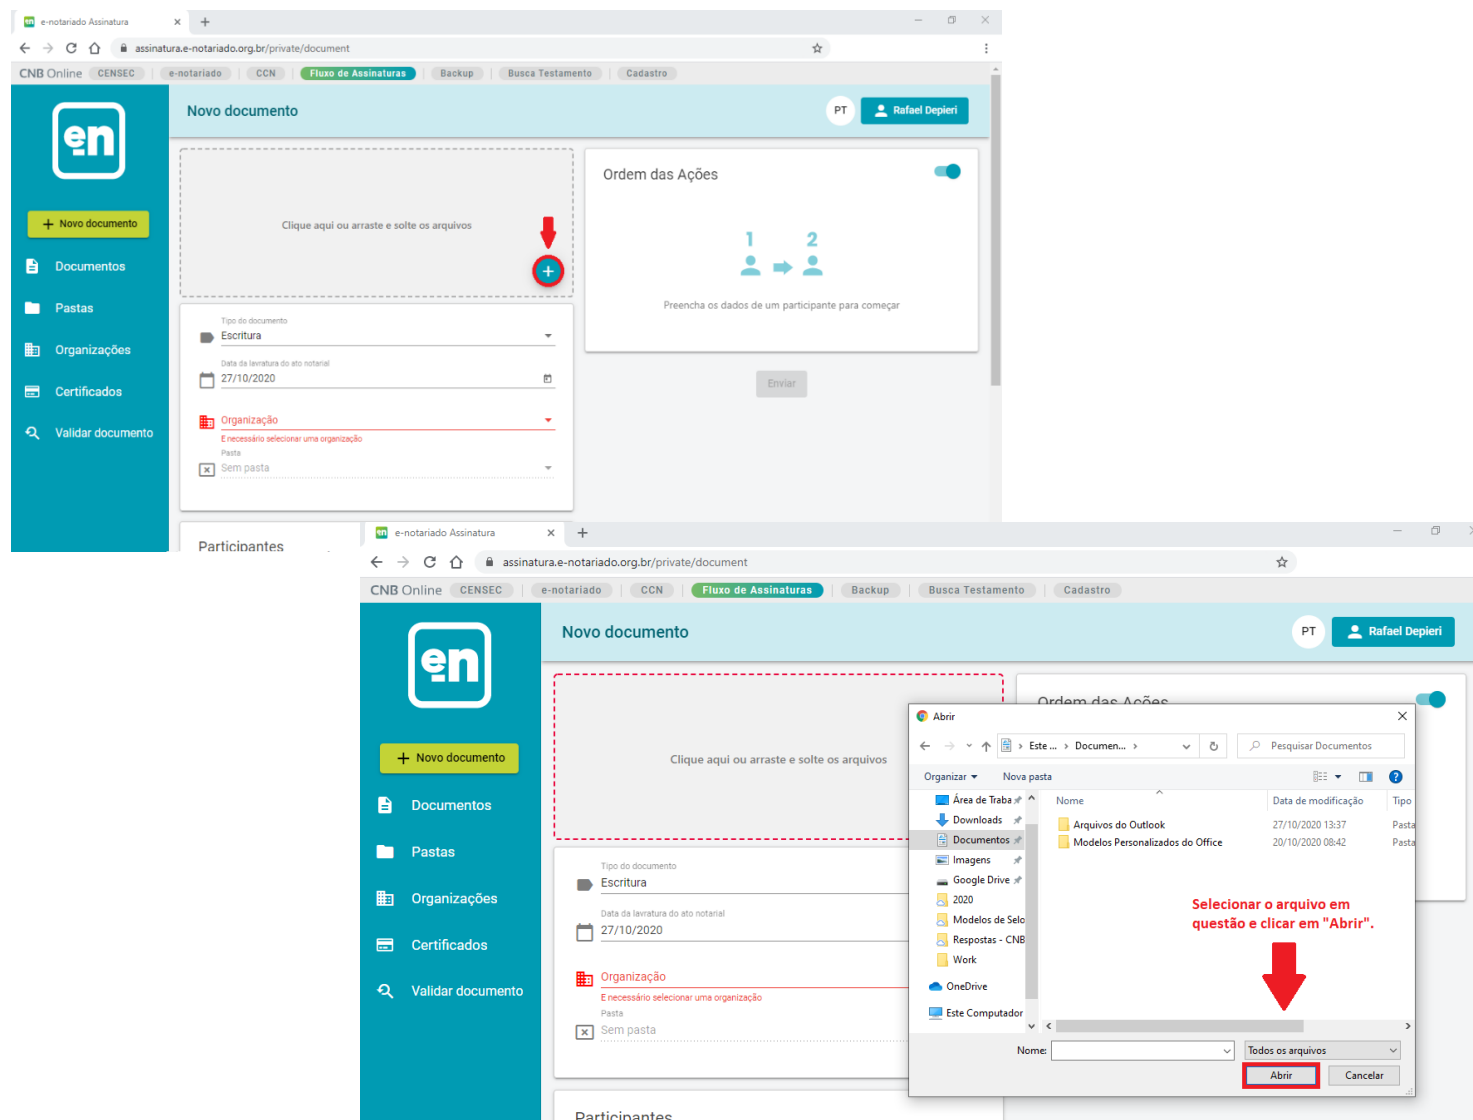 e-notariado Assinatura
assinatura.e-notariado.org.br/private/document
CNB Online CENSEC e-notariado CCN Fluxo de Assinaturas Backup Busca Testamento Cadastro
en
Novo documento
PT Rafael Depieri
+ Novo documento
Documentos
Pastas
Organizações
Certificados
Validar documento
Clique aqui ou arraste e solte os arquivos
Ordem das Ações
1 2
Preencha os dados de um participante para começar
Enviar
Tipo do documento
Escritura
Data da lavratura do ato notarial
27/10/2020
Organização
E necessário selecionar uma organização
Pasta
Sem pasta
Participantes
e-notariado Assinatura
assinatura.e-notariado.org.br/private/document
CNB Online CENSEC e-notariado CCN Fluxo de Assinaturas Backup Busca Testamento Cadastro
en
Novo documento
PT Rafael Depieri
+ Novo documento
Documentos
Pastas
Organizações
Certificados
Validar documento
Clique aqui ou arraste e solte os arquivos
Ordem das Ações
Tipo do documento
Escritura
Data da lavratura do ato notarial
27/10/2020
Organização
E necessário selecionar uma organização
Pasta
Sem pasta
Participantes
Abrir
Este ... › Documen... ›
Pesquisar Documentos
Organizar Nova pasta
Área de Traba
Downloads
Documentos
Imagens
Google Drive
2020
Modelos de Selo
Respostas - CNB
Work
OneDrive
Este Computador
Nome Data de modificação Tipo
Arquivos do Outlook 27/10/2020 13:37 Pasta
Modelos Personalizados do Office 20/10/2020 08:42 Pasta
Selecionar o arquivo em
questão e clicar em "Abrir".
Nome: Todos os arquivos
Abrir Cancelar